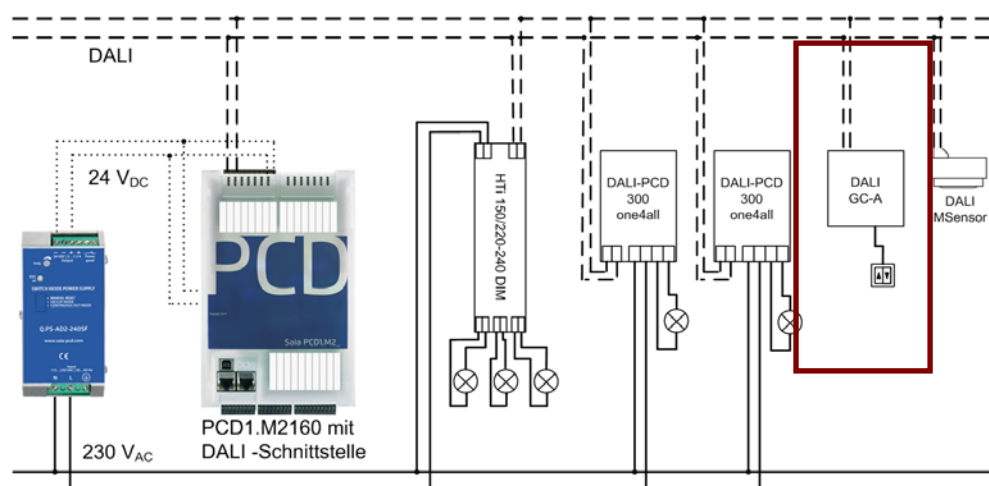 DALI
24 VDC
HTi 150/220-240 DIM
DALI-PCD
300
one4all
DALI-PCD
300
one4all
DALI
GC-A
DALI
MSensor
PCD
Saia PCD1.M2_
SWITCH MODE POWER SUPPLY
Q.PS-AD2-2405F
www.saia-pcd.com
CE
N L
PCD1.M2160 mit
DALI -Schnittstelle
230 VAC